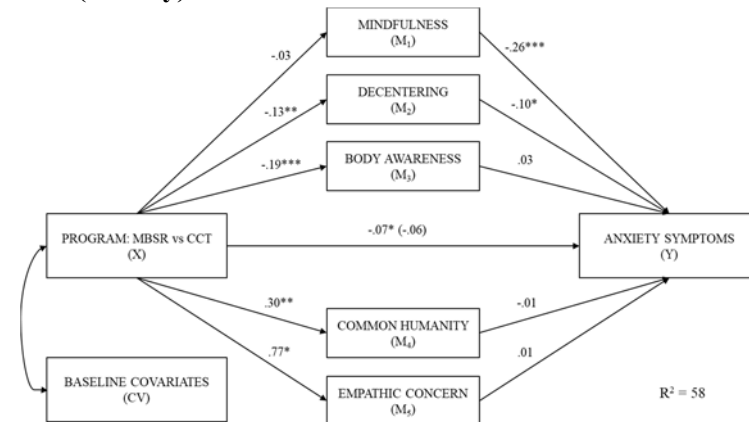 MINDFULNESS
(M₁)
-.03
-.26***
DECENTERING
(M₂)
-.13**
-.10*
BODY AWARENESS
(M₃)
-.19***
.03
PROGRAM: MBSR vs CCT
(X)
-.07* (-.06)
ANXIETY SYMPTOMS
(Y)
.30**
COMMON HUMANITY
(M₄)
-.01
.77*
.01
BASELINE COVARIATES
(CV)
EMPATHIC CONCERN
(M₅)
R² = 58